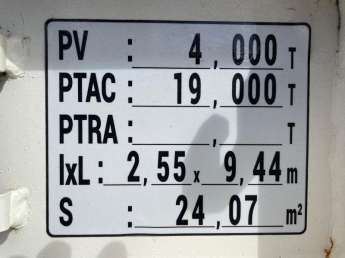 PV : 4,000 T
PTAC : 19,000 T
PTRA : , T
lxL : 2,55 x 9,44 m
S : 24,07 m²